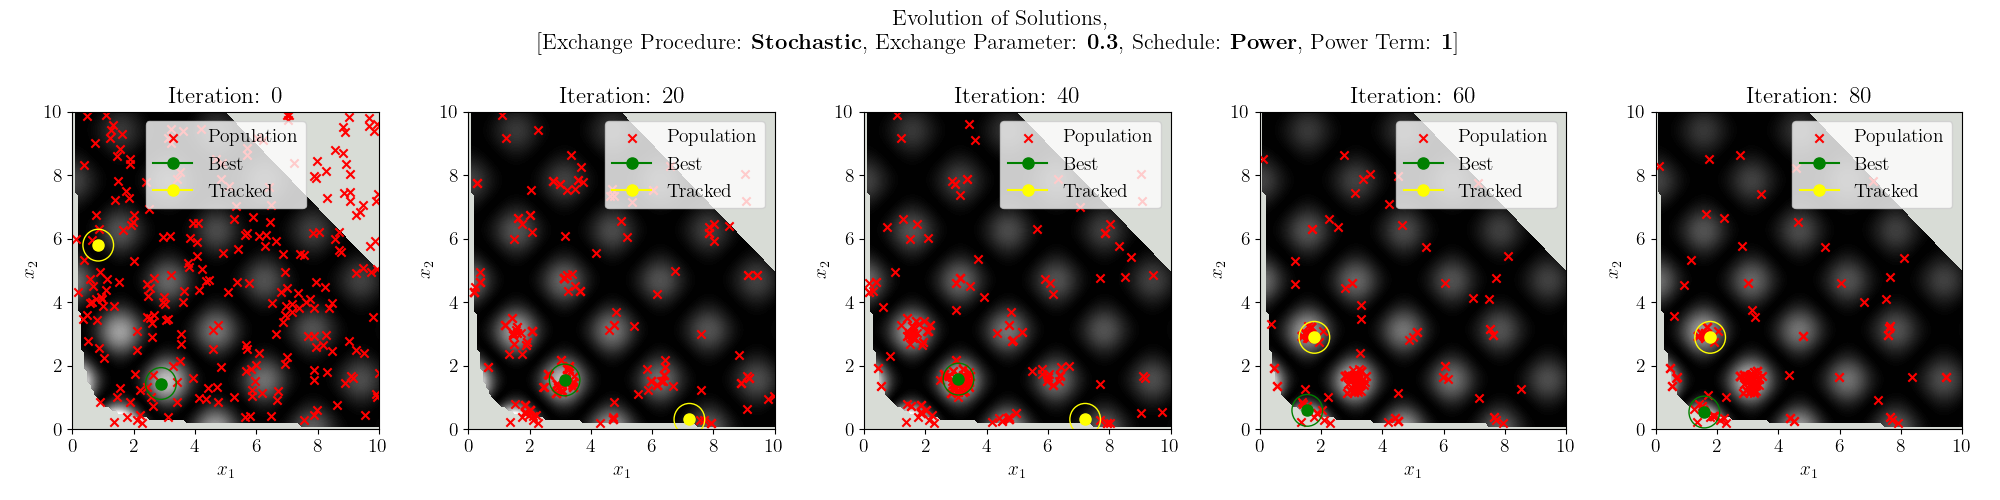 Evolution of Solutions,
[Exchange Procedure: Stochastic, Exchange Parameter: 0.3, Schedule: Power, Power Term: 1]
Iteration: 0
10
8
6
4
2
0
x2
Population
Best
Tracked
0 2 4 6 8 10
x1
Iteration: 20
10
8
6
4
2
0
x2
Population
Best
Tracked
0 2 4 6 8 10
x1
Iteration: 40
10
8
6
4
2
0
x2
Population
Best
Tracked
0 2 4 6 8 10
x1
Iteration: 60
10
8
6
4
2
0
x2
Population
Best
Tracked
0 2 4 6 8 10
x1
Iteration: 80
10
8
6
4
2
0
x2
Population
Best
Tracked
0 2 4 6 8 10
x1